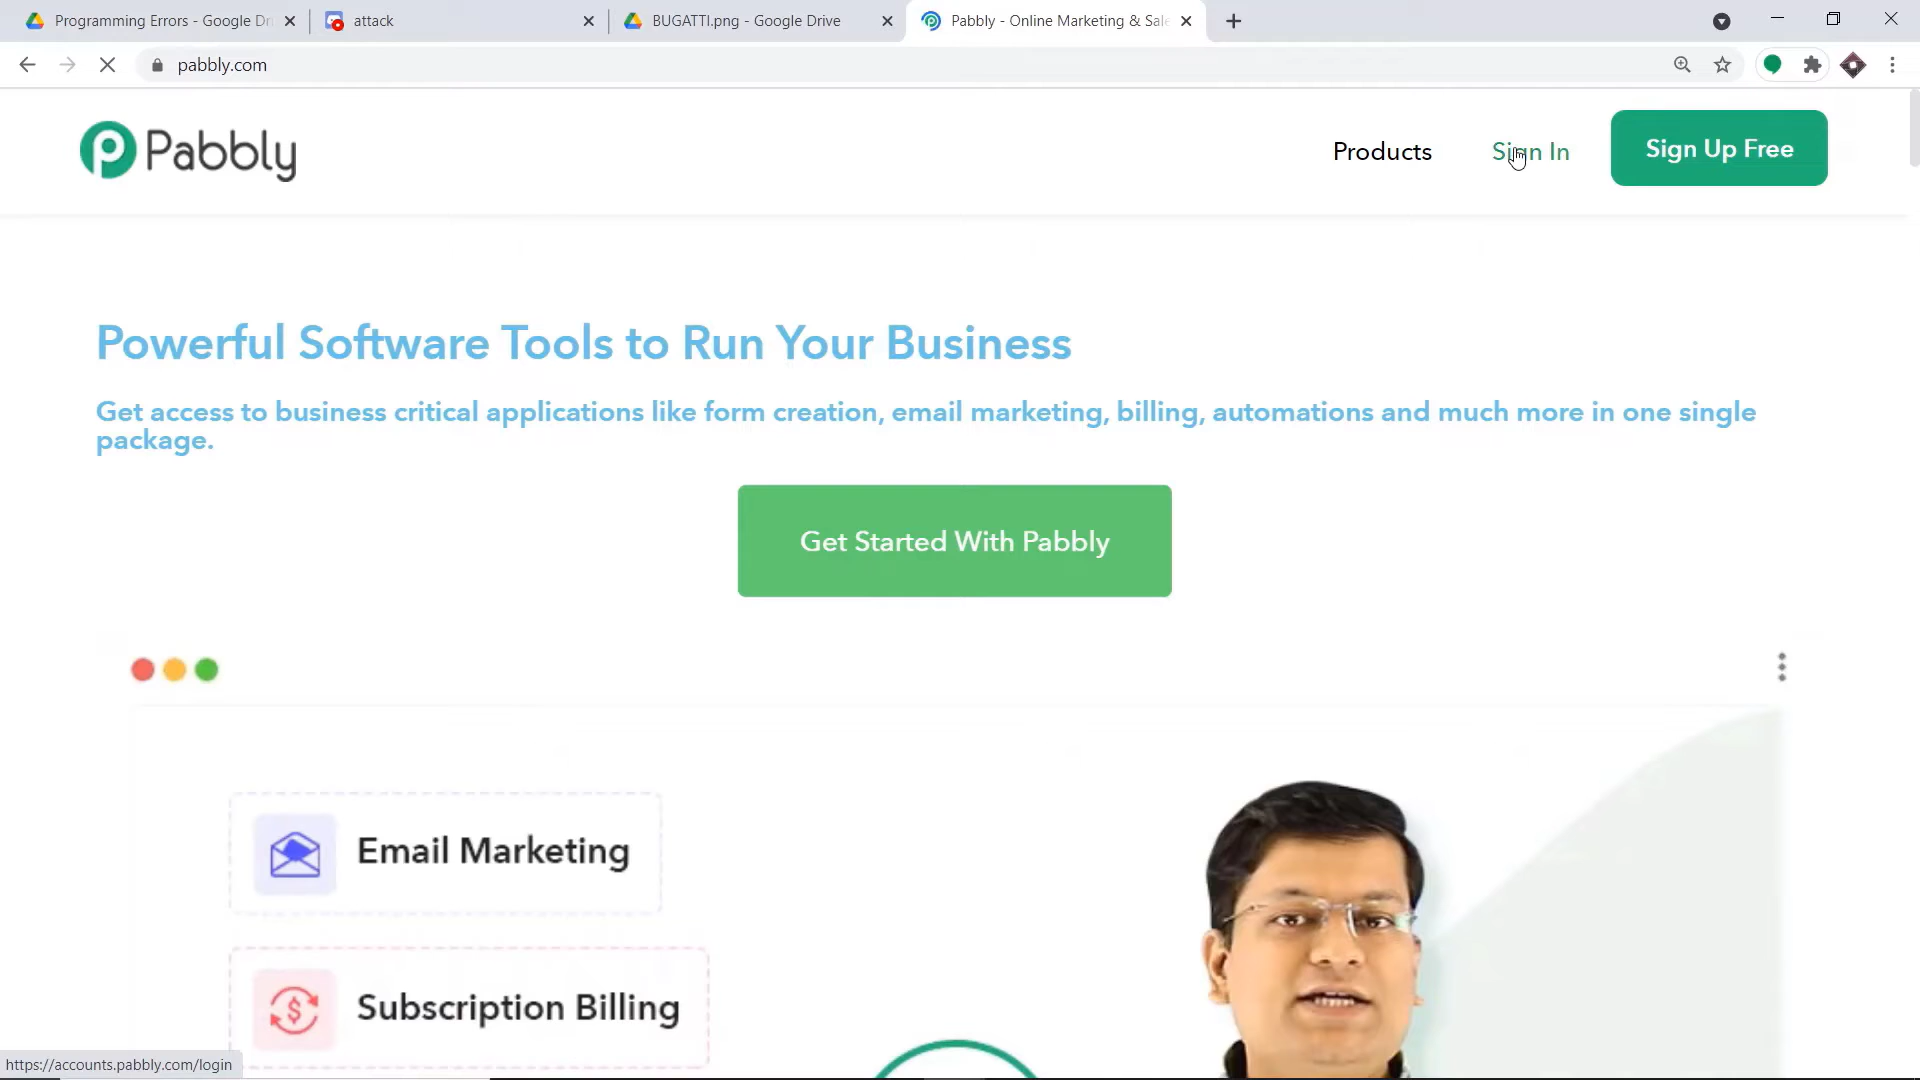 Programming Errors - Google Dri
attack
BUGATTI.png - Google Drive
Pabbly - Online Marketing & Sale
pabbly.com
Pabbly
Products
Sign In
Sign Up Free
Powerful Software Tools to Run Your Business
Get access to business critical applications like form creation, email marketing, billing, automations and much more in one single
package.
Get Started With Pabbly
Email Marketing
Subscription Billing
https://accounts.pabbly.com/login